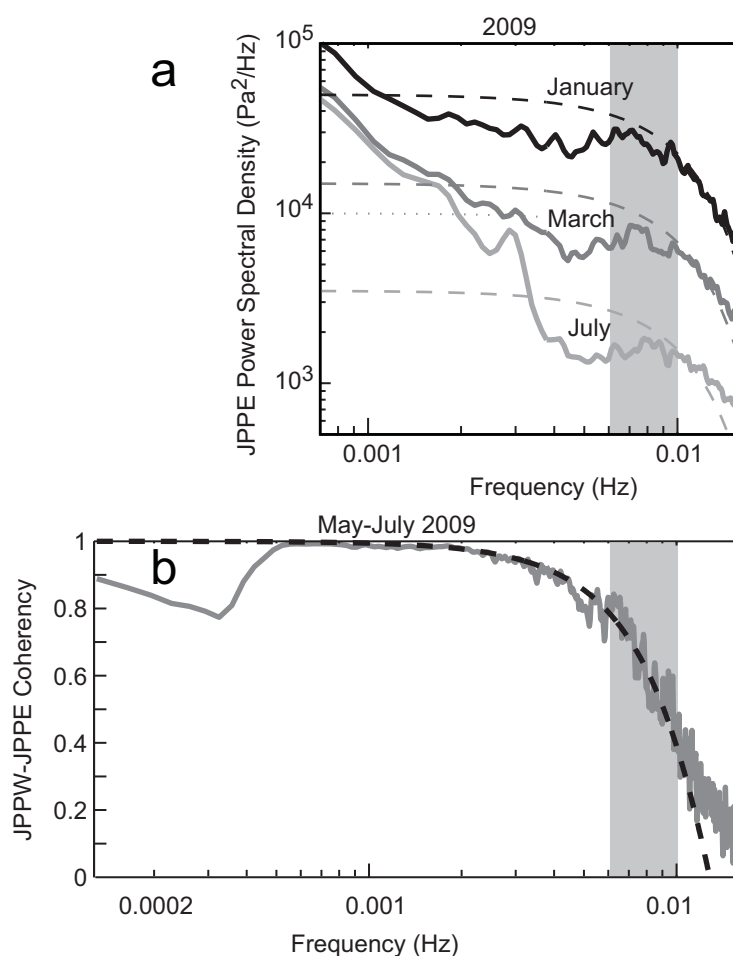 2009
a
10^5
January
10^4
March
July
10^3
JPPE Power Spectral Density (Pa^2/Hz)
0.001
0.01
Frequency (Hz)
May-July 2009
b
1
0.8
0.6
0.4
0.2
0
JPPW-JPPE Coherency
0.0002
0.001
0.01
Frequency (Hz)